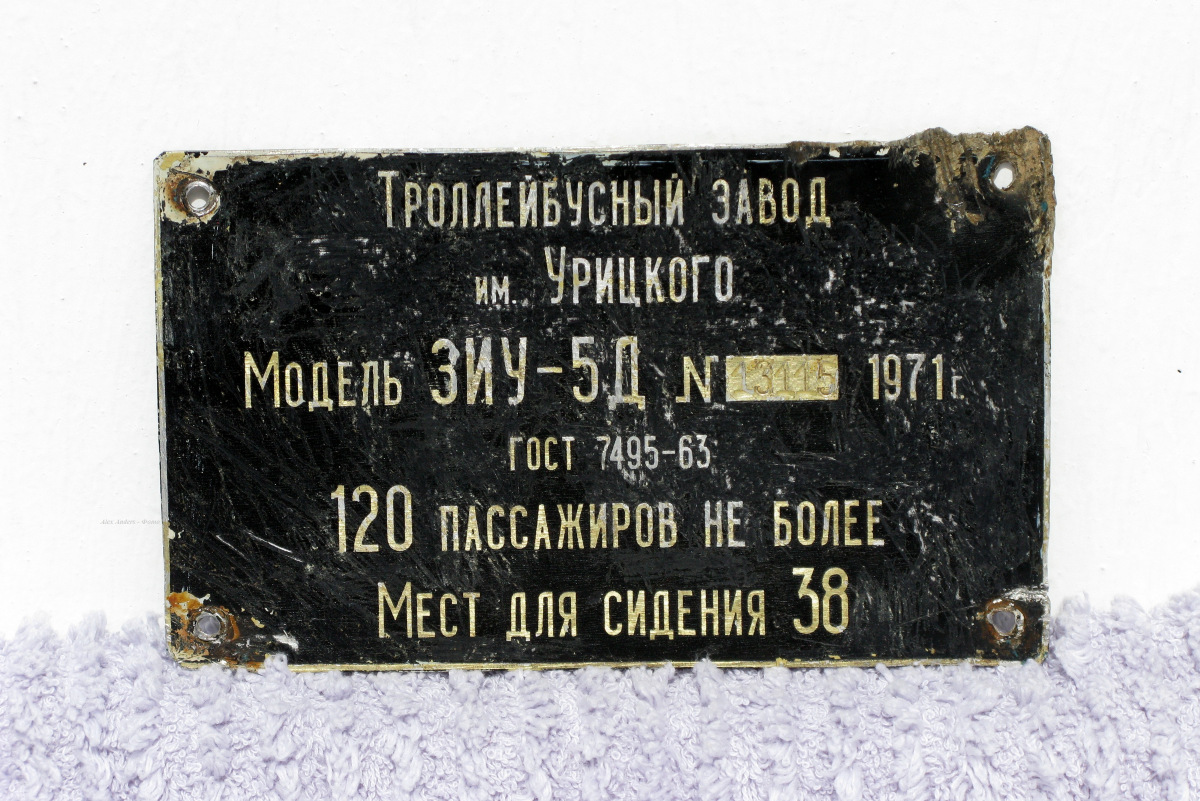 Троллейбусный завод
им. Урицкого
Модель ЗИУ-5Д N 13115 1971г.
ГОСТ 7495-63
120 пассажиров не более
Мест для сидения 38